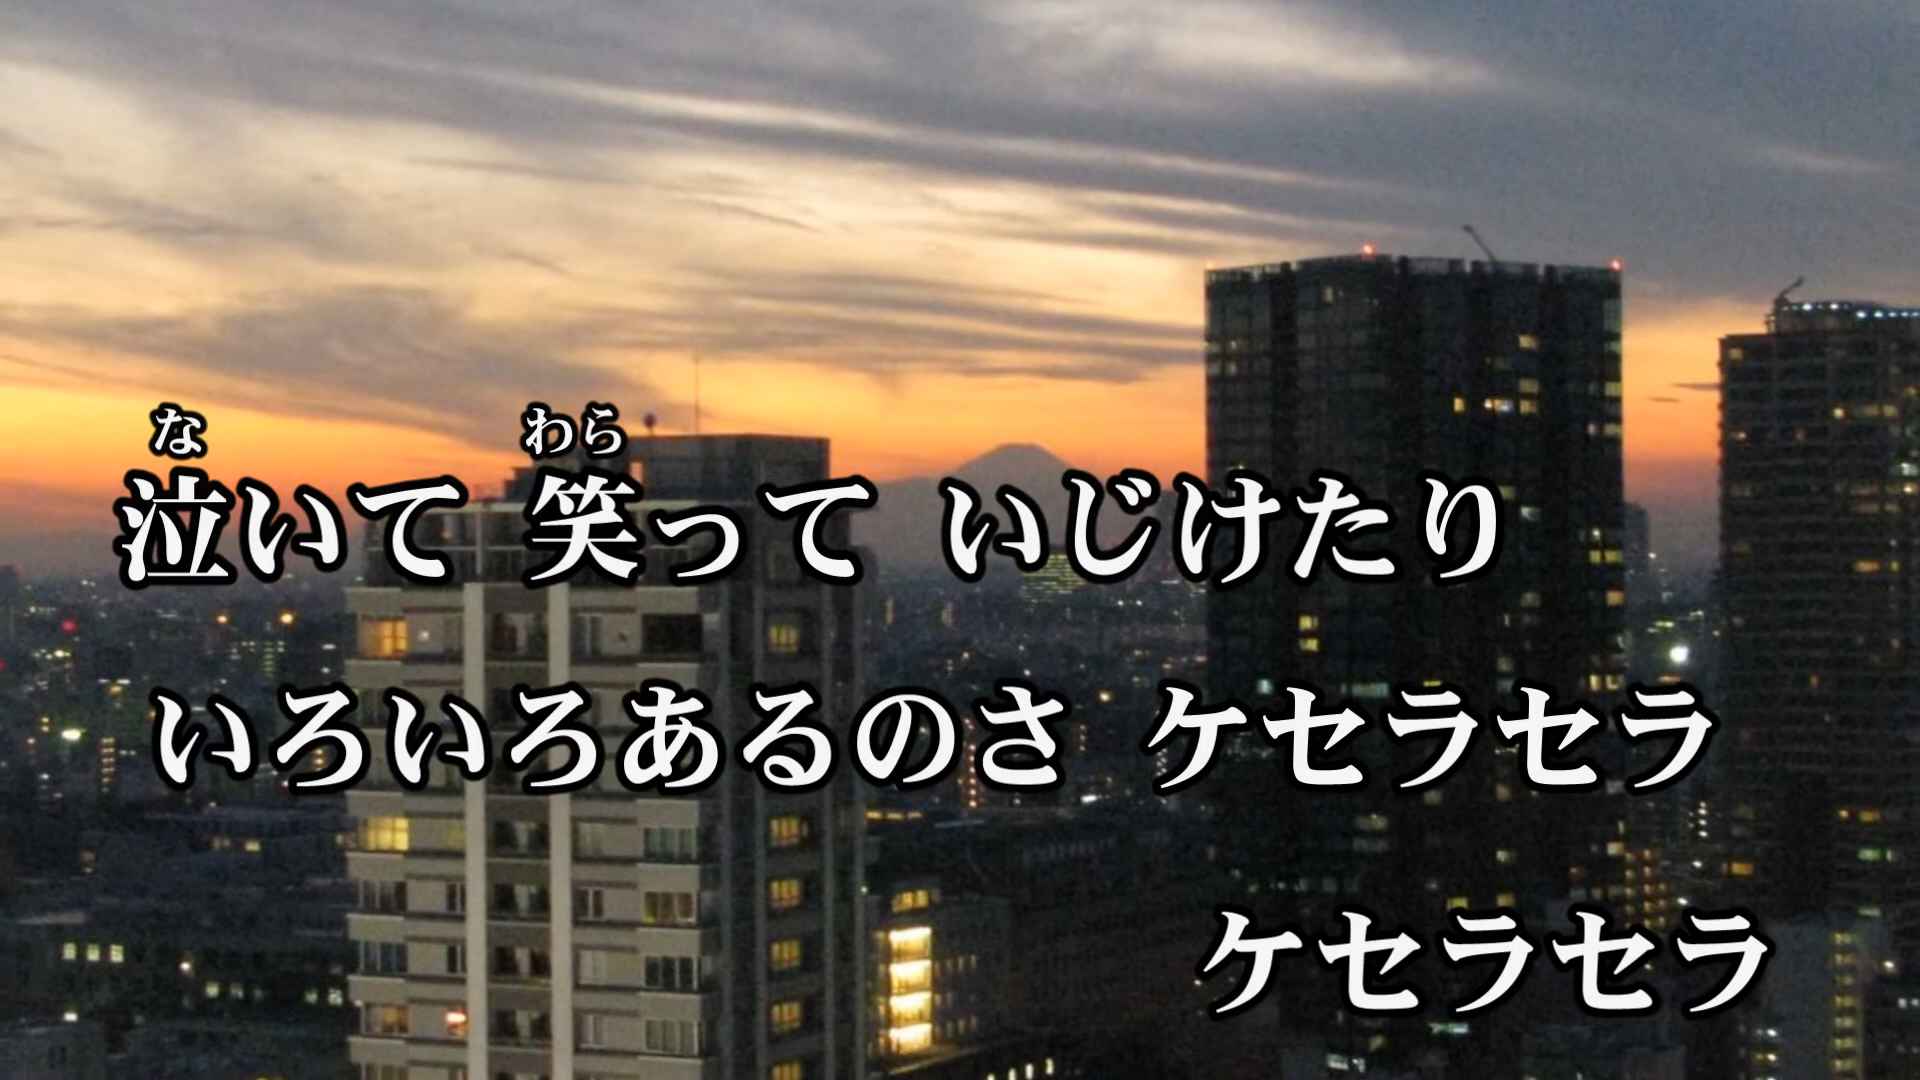 な わら
泣いて 笑って いじけたり
いろいろあるのさ ケセラセラ
ケセラセラ